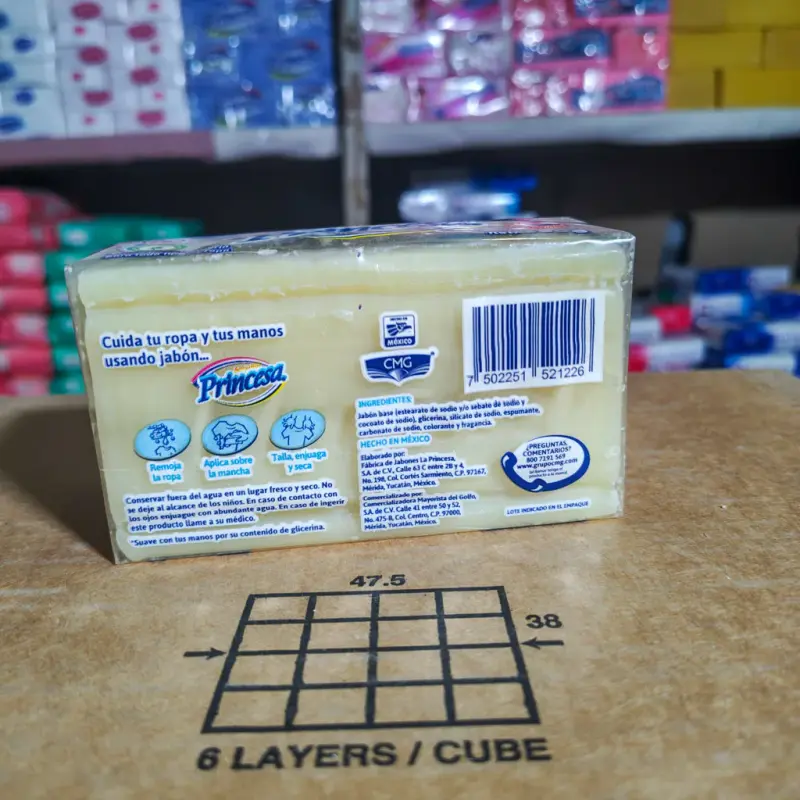 Cuida tu ropa y tus manos
usando jabón...
Princesa
Remoja
la ropa
Aplica sobre
la mancha
Talla, enjuaga
y seca
Conservar fuera del agua en un lugar fresco y seco. No
se deje al alcance de los niños. En caso de contacto con
los ojos enjuague con abundante agua. En caso de ingerir
este producto llame a su médico.
*Suave con tus manos por su contenido de glicerina.
HECHO EN
MÉXICO
CMG
INGREDIENTES:
Jabón base (estearato de sodio y/o sebato de sodio y
cocoato de sodio), glicerina, silicato de sodio, espumante,
carbonato de sodio, colorante y fragancia.
HECHO EN MÉXICO
Elaborado por:
Fábrica de Jabones La Princesa,
S.A. de C.V., Calle 63 C entre 28 y 4,
No. 198, Col. Cortés Sarmiento, C.P. 97167,
Mérida, Yucatán, México.
Comercializado por:
Comercializadora Mayorista del Golfo,
S.A. de C.V. Calle 41 entre 50 y 52,
No. 475-B, Col. Centro, C.P. 97000,
Mérida, Yucatán, México.
7 502251 521226
¿PREGUNTAS,
COMENTARIOS?
800 7191 569
www.grupocmg.com
LOTE INDICADO EN EL EMPAQUE
47.5
38
6 LAYERS / CUBE